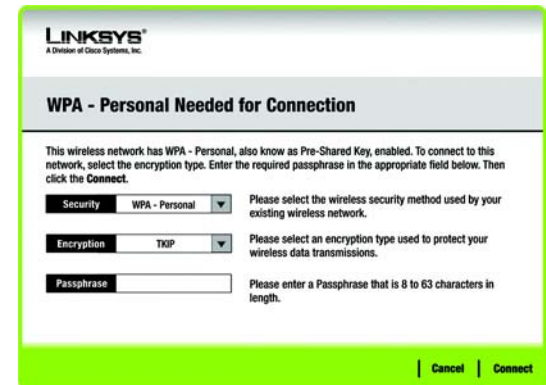 LINKSYS®
A Division of Cisco Systems, Inc.
WPA - Personal Needed for Connection
This wireless network has WPA - Personal, also know as Pre-Shared Key, enabled. To connect to this
network, select the encryption type. Enter the required passphrase in the appropriate field below. Then
click the Connect.
Security WPA - Personal Please select the wireless security method used by your
existing wireless network.
Encryption TKIP Please select an encryption type used to protect your
wireless data transmissions.
Passphrase Please enter a Passphrase that is 8 to 63 characters in
length.
Cancel Connect